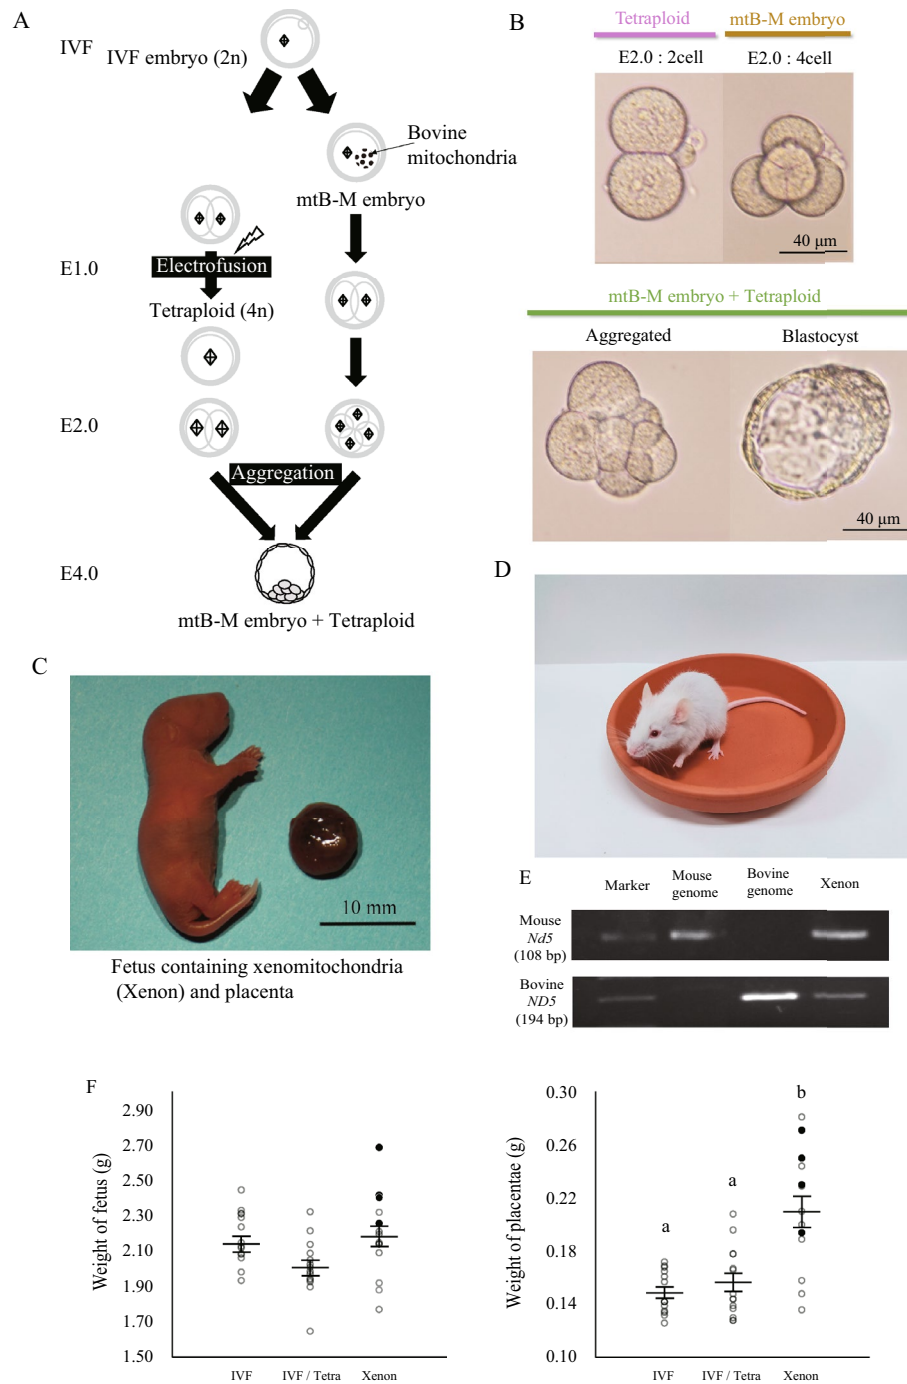 A
IVF
IVF embryo (2n)
Bovine
mitochondria
mtB-M embryo
E1.0
Electrofusion
Tetraploid (4n)
E2.0
Aggregation
E4.0
mtB-M embryo + Tetraploid
B
Tetraploid
mtB-M embryo
E2.0 : 2cell
E2.0 : 4cell
40 μm
mtB-M embryo + Tetraploid
Aggregated
Blastocyst
40 μm
C
10 mm
Fetus containing xenomitochondria
(Xenon) and placenta
D
E
Marker
Mouse
genome
Bovine
genome
Xenon
Mouse
Nd5
(108 bp)
Bovine
ND5
(194 bp)
F
Weight of fetus (g)
2.90
2.70
2.50
2.30
2.10
1.90
1.70
1.50
IVF
IVF / Tetra
Xenon
Weight of placentae (g)
0.30
0.26
0.22
0.18
0.14
0.10
a
a
b
IVF
IVF / Tetra
Xenon